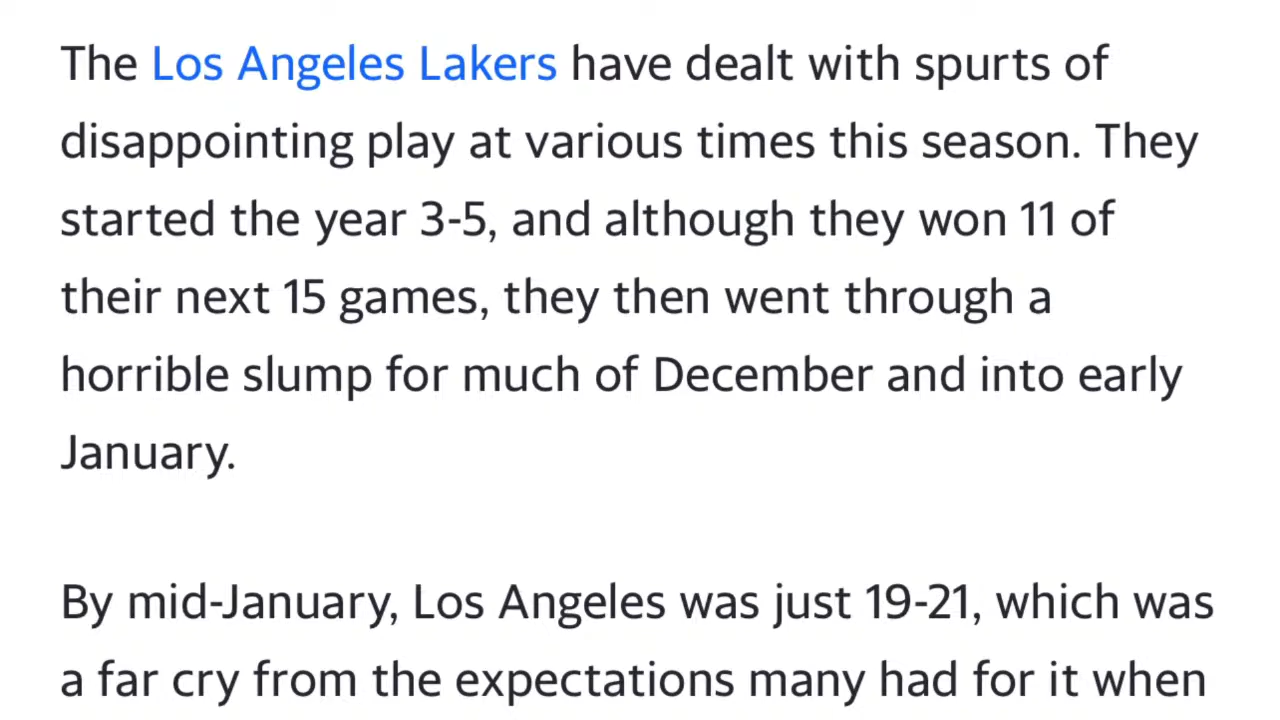 The Los Angeles Lakers have dealt with spurts of
disappointing play at various times this season. They
started the year 3-5, and although they won 11 of
their next 15 games, they then went through a
horrible slump for much of December and into early
January.
By mid-January, Los Angeles was just 19-21, which was
a far cry from the expectations many had for it when